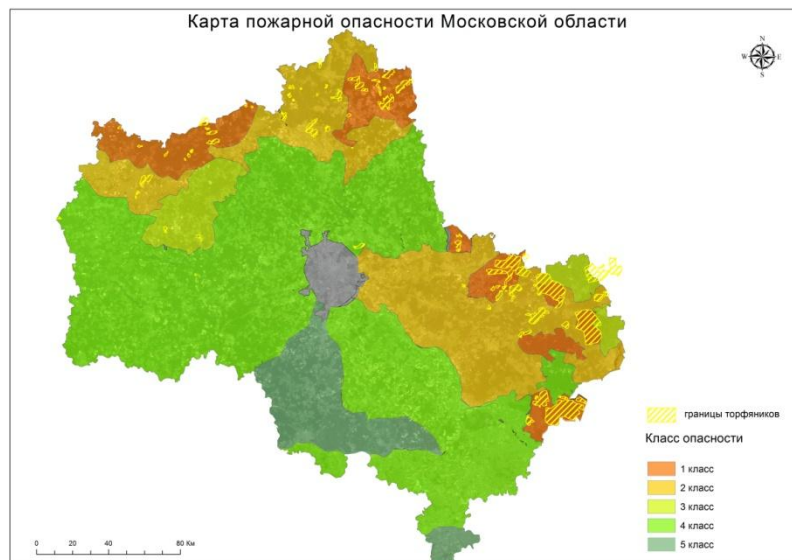 Карта пожарной опасности Московской области
N
W E
S
границы торфяников
Класс опасности
1 класс
2 класс
3 класс
4 класс
5 класс
0 20 40 80 Км